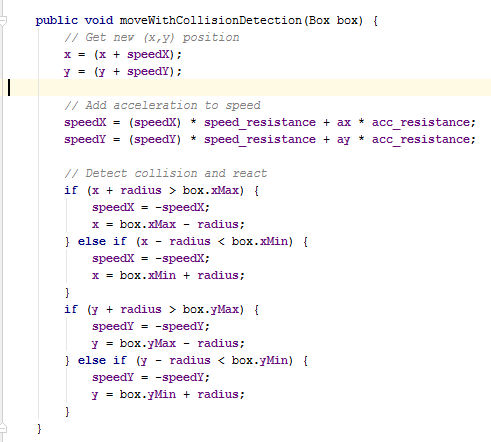 public void moveWithCollisionDetection(Box box) {
// Get new (x,y) position
x = (x + speedX);
y = (y + speedY);
// Add acceleration to speed
speedX = (speedX) * speed_resistance + ax * acc_resistance;
speedY = (speedY) * speed_resistance + ay * acc_resistance;
// Detect collision and react
if (x + radius > box.xMax) {
speedX = -speedX;
x = box.xMax - radius;
} else if (x - radius < box.xMin) {
speedX = -speedX;
x = box.xMin + radius;
}
if (y + radius > box.yMax) {
speedY = -speedY;
y = box.yMax - radius;
} else if (y - radius < box.yMin) {
speedY = -speedY;
y = box.yMin + radius;
}
}